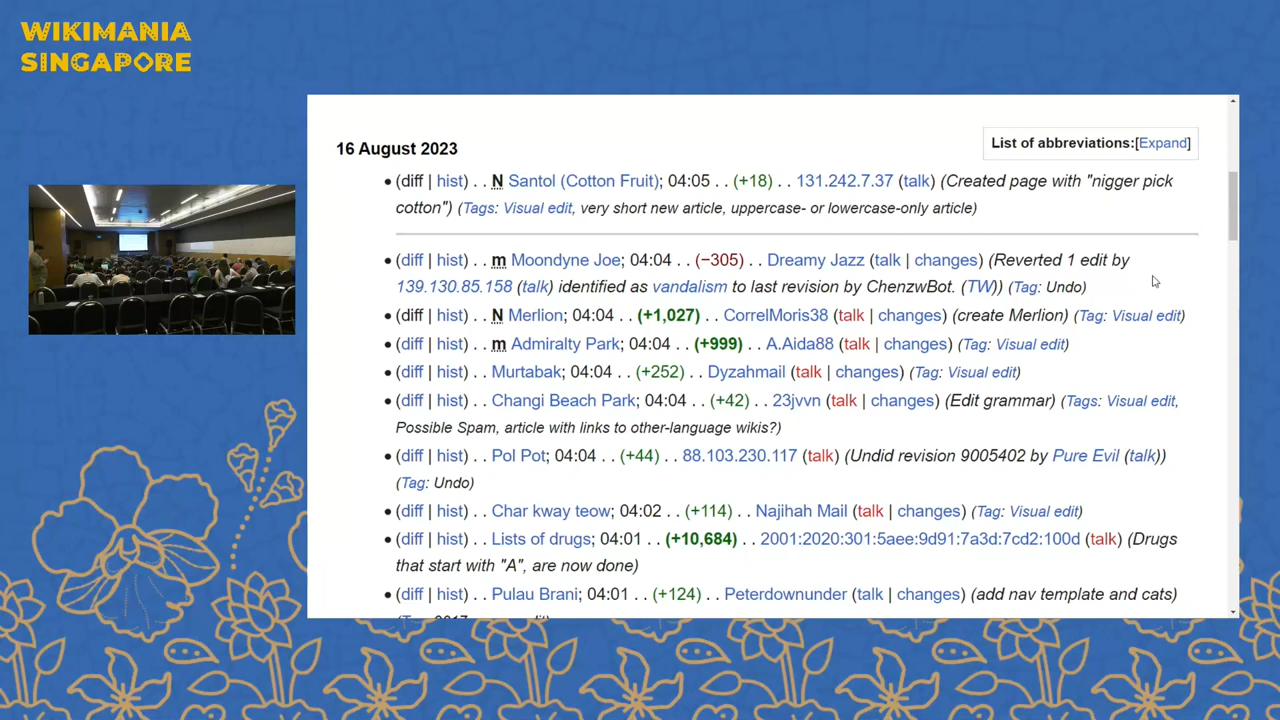 WIKIMANIA
SINGAPORE
16 August 2023
List of abbreviations:[Expand]
• (diff | hist) . . N Santol (Cotton Fruit); 04:05 . . (+18) . . 131.242.7.37 (talk) (Created page with "nigger pick
cotton") (Tags: Visual edit, very short new article, uppercase- or lowercase-only article)
• (diff | hist) . . m Moondyne Joe; 04:04 . . (−305) . . Dreamy Jazz (talk | changes) (Reverted 1 edit by
139.130.85.158 (talk) identified as vandalism to last revision by ChenzwBot. (TW)) (Tag: Undo)
• (diff | hist) . . N Merlion; 04:04 . . (+1,027) . . CorrelMoris38 (talk | changes) (create Merlion) (Tag: Visual edit)
• (diff | hist) . . m Admiralty Park; 04:04 . . (+999) . . A.Aida88 (talk | changes) (Tag: Visual edit)
• (diff | hist) . . Murtabak; 04:04 . . (+252) . . Dyzahmail (talk | changes) (Tag: Visual edit)
• (diff | hist) . . Changi Beach Park; 04:04 . . (+42) . . 23jvvn (talk | changes) (Edit grammar) (Tags: Visual edit,
Possible Spam, article with links to other-language wikis?)
• (diff | hist) . . Pol Pot; 04:04 . . (+44) . . 88.103.230.117 (talk) (Undid revision 9005402 by Pure Evil (talk))
(Tag: Undo)
• (diff | hist) . . Char kway teow; 04:02 . . (+114) . . Najihah Mail (talk | changes) (Tag: Visual edit)
• (diff | hist) . . Lists of drugs; 04:01 . . (+10,684) . . 2001:2020:301:5aee:9d91:7a3d:7cd2:100d (talk) (Drugs
that start with "A", are now done)
• (diff | hist) . . Pulau Brani; 04:01 . . (+124) . . Peterdownunder (talk | changes) (add nav template and cats)